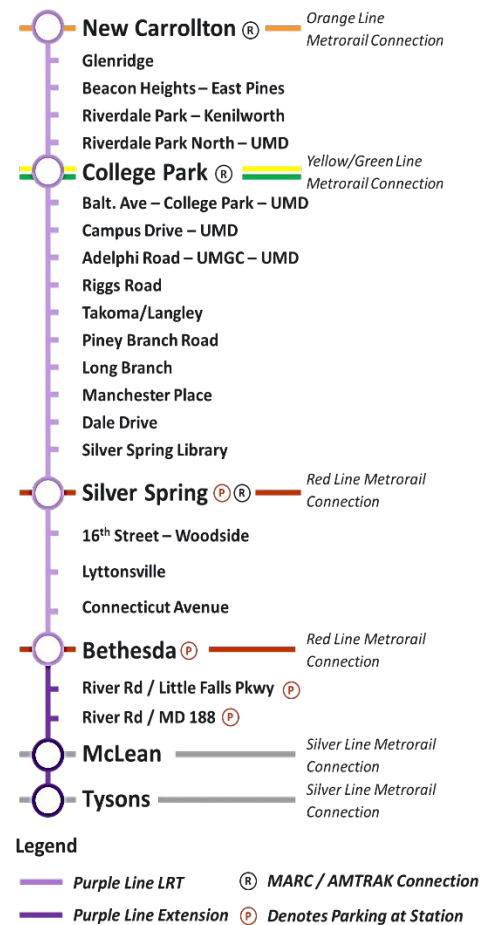 New Carrollton R
Orange Line
Metrorail Connection
Glenridge
Beacon Heights – East Pines
Riverdale Park – Kenilworth
Riverdale Park North – UMD
College Park R
Yellow/Green Line
Metrorail Connection
Balt. Ave – College Park – UMD
Campus Drive – UMD
Adelphi Road – UMGC – UMD
Riggs Road
Takoma/Langley
Piney Branch Road
Long Branch
Manchester Place
Dale Drive
Silver Spring Library
Silver Spring P R
Red Line Metrorail
Connection
16th Street – Woodside
Lyttonsville
Connecticut Avenue
Bethesda P
Red Line Metrorail
Connection
River Rd / Little Falls Pkwy P
River Rd / MD 188 P
McLean
Silver Line Metrorail
Connection
Tysons
Silver Line Metrorail
Connection
Legend
Purple Line LRT
R MARC / AMTRAK Connection
Purple Line Extension
P Denotes Parking at Station